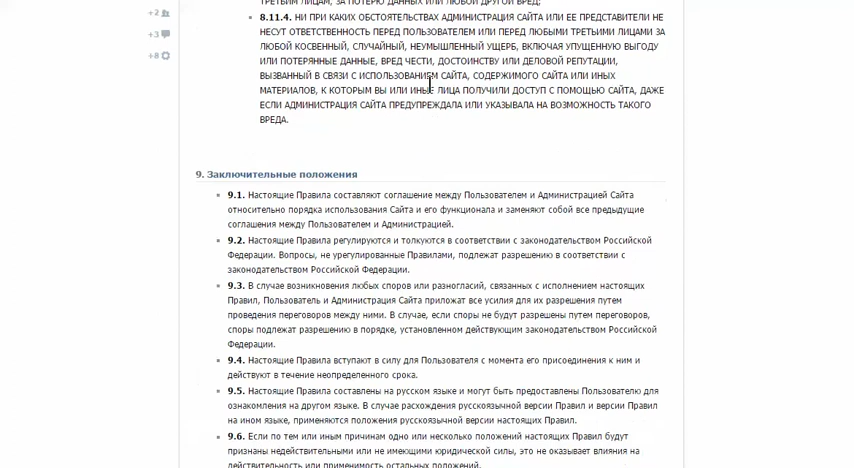 +2
+3
+8
ТРЕТЬИМ ЛИЦАМ, ЗА ПОТЕРЮ ДАННЫХ ИЛИ ЛЮБОЙ ДРУГОЙ ВРЕД;
8.11.4. НИ ПРИ КАКИХ ОБСТОЯТЕЛЬСТВАХ АДМИНИСТРАЦИЯ САЙТА ИЛИ ЕЕ ПРЕДСТАВИТЕЛИ НЕ
НЕСУТ ОТВЕТСТВЕННОСТЬ ПЕРЕД ПОЛЬЗОВАТЕЛЕМ ИЛИ ПЕРЕД ЛЮБЫМИ ТРЕТЬИМИ ЛИЦАМИ ЗА
ЛЮБОЙ КОСВЕННЫЙ, СЛУЧАЙНЫЙ, НЕУМЫШЛЕННЫЙ УЩЕРБ, ВКЛЮЧАЯ УПУЩЕННУЮ ВЫГОДУ
ИЛИ ПОТЕРЯННЫЕ ДАННЫЕ, ВРЕД ЧЕСТИ, ДОСТОИНСТВУ ИЛИ ДЕЛОВОЙ РЕПУТАЦИИ,
ВЫЗВАННЫЙ В СВЯЗИ С ИСПОЛЬЗОВАНИЕМ САЙТА, СОДЕРЖИМОГО САЙТА ИЛИ ИНЫХ
МАТЕРИАЛОВ, К КОТОРЫМ ВЫ ИЛИ ИНЫЕ ЛИЦА ПОЛУЧИЛИ ДОСТУП С ПОМОЩЬЮ САЙТА, ДАЖЕ
ЕСЛИ АДМИНИСТРАЦИЯ САЙТА ПРЕДУПРЕЖДАЛА ИЛИ УКАЗЫВАЛА НА ВОЗМОЖНОСТЬ ТАКОГО
ВРЕДА.
9. Заключительные положения
9.1. Настоящие Правила составляют соглашение между Пользователем и Администрацией Сайта
относительно порядка использования Сайта и его функционала и заменяют собой все предыдущие
соглашения между Пользователем и Администрацией.
9.2. Настоящие Правила регулируются и толкуются в соответствии с законодательством Российской
Федерации. Вопросы, не урегулированные Правилами, подлежат разрешению в соответствии с
законодательством Российской Федерации.
9.3. В случае возникновения любых споров или разногласий, связанных с исполнением настоящих
Правил, Пользователь и Администрация Сайта приложат все усилия для их разрешения путем
проведения переговоров между ними. В случае, если споры не будут разрешены путем переговоров,
споры подлежат разрешению в порядке, установленном действующим законодательством Российской
Федерации.
9.4. Настоящие Правила вступают в силу для Пользователя с момента его присоединения к ним и
действуют в течение неопределенного срока.
9.5. Настоящие Правила составлены на русском языке и могут быть предоставлены Пользователю для
ознакомления на другом языке. В случае расхождения русскоязычной версии Правил и версии Правил
на ином языке, применяются положения русскоязычной версии настоящих Правил.
9.6. Если по тем или иным причинам одно или несколько положений настоящих Правил будут
признаны недействительными или не имеющими юридической силы, это не оказывает влияния на
действительность или применимость остальных положений.